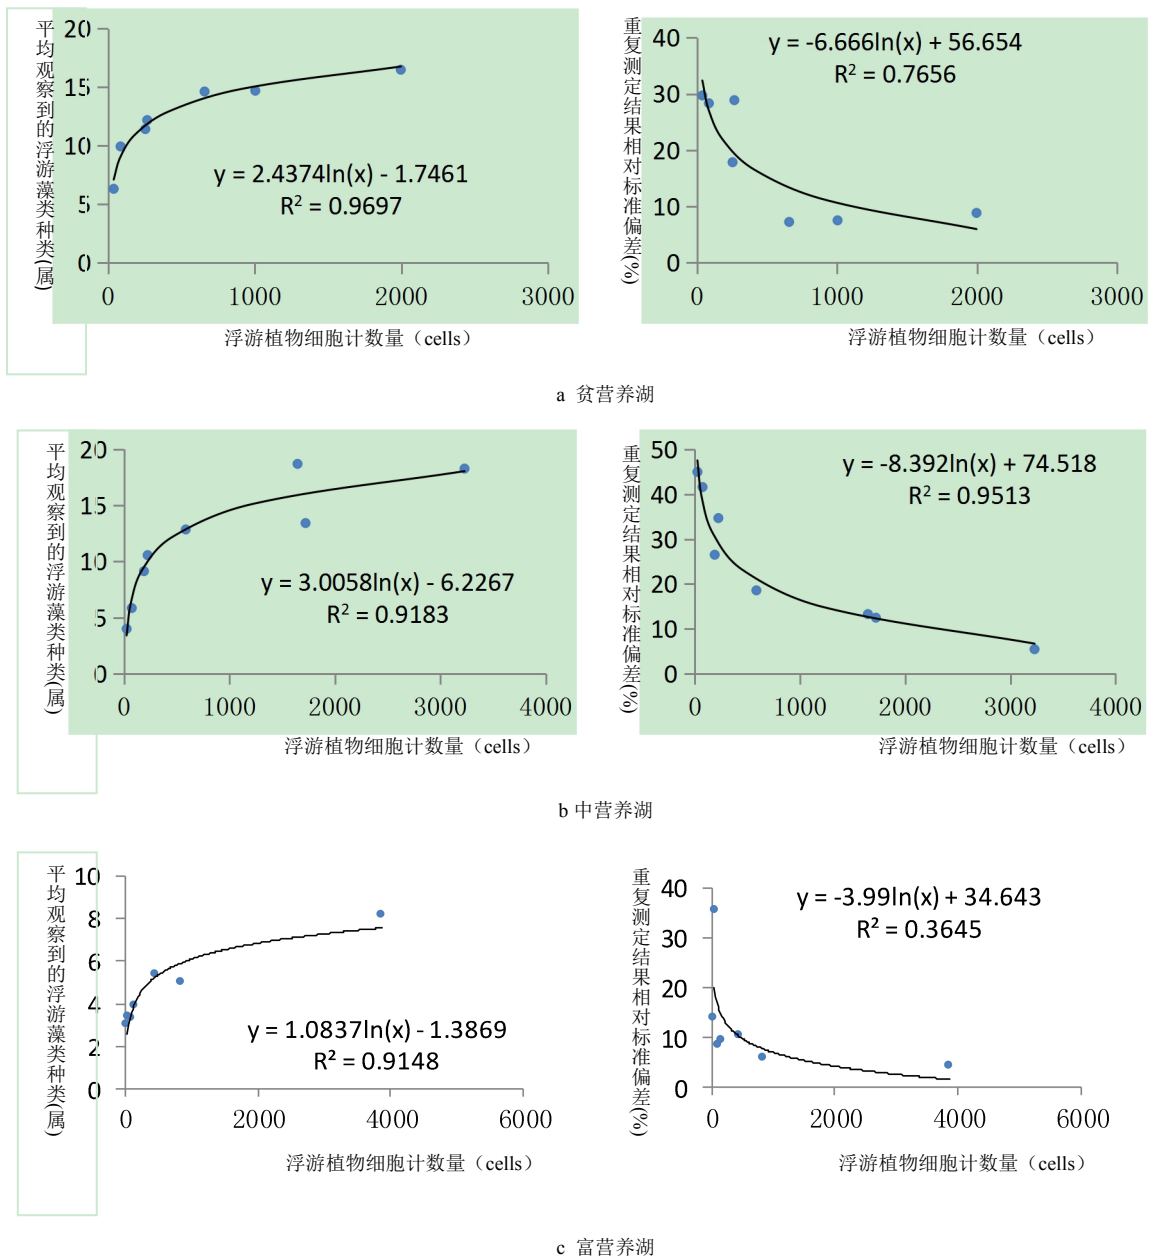 平均观察到的浮游藻类种类(属)
20
15
10
5
0
y = 2.4374ln(x) - 1.7461
R² = 0.9697
0 1000 2000 3000
浮游植物细胞计数量（cells）
重复测定结果相对标准偏差(%)
40
30
20
10
0
y = -6.666ln(x) + 56.654
R² = 0.7656
0 1000 2000 3000
浮游植物细胞计数量（cells）
a 贫营养湖
平均观察到的浮游藻类种类(属)
20
15
10
5
0
y = 3.0058ln(x) - 6.2267
R² = 0.9183
0 1000 2000 3000 4000
浮游植物细胞计数量（cells）
重复测定结果相对标准偏差(%)
50
40
30
20
10
0
y = -8.392ln(x) + 74.518
R² = 0.9513
0 1000 2000 3000 4000
浮游植物细胞计数量（cells）
b 中营养湖
平均观察到的浮游藻类种类(属)
10
8
6
4
2
0
y = 1.0837ln(x) - 1.3869
R² = 0.9148
0 2000 4000 6000
浮游植物细胞计数量（cells）
重复测定结果相对标准偏差(%)
40
30
20
10
0
y = -3.99ln(x) + 34.643
R² = 0.3645
0 2000 4000 6000
浮游植物细胞计数量（cells）
c 富营养湖